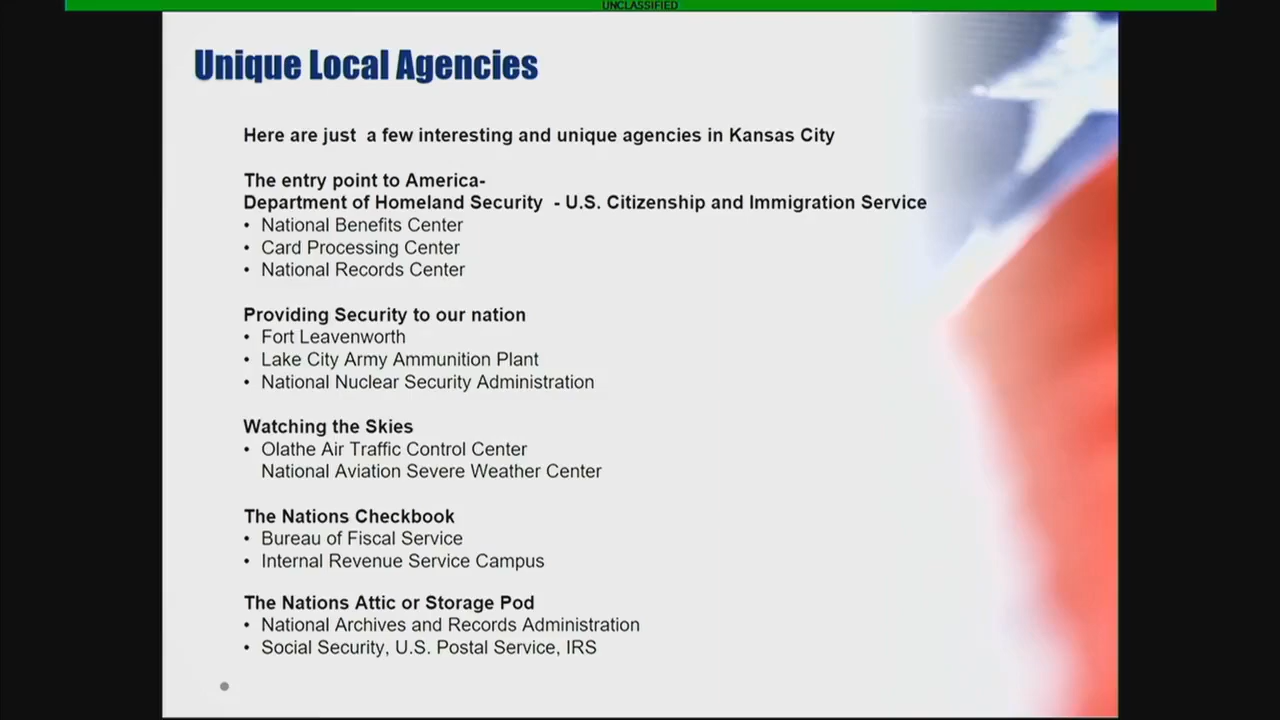 UNCLASSIFIED
Unique Local Agencies
Here are just a few interesting and unique agencies in Kansas City
The entry point to America-
Department of Homeland Security - U.S. Citizenship and Immigration Service
• National Benefits Center
• Card Processing Center
• National Records Center
Providing Security to our nation
• Fort Leavenworth
• Lake City Army Ammunition Plant
• National Nuclear Security Administration
Watching the Skies
• Olathe Air Traffic Control Center
National Aviation Severe Weather Center
The Nations Checkbook
• Bureau of Fiscal Service
• Internal Revenue Service Campus
The Nations Attic or Storage Pod
• National Archives and Records Administration
• Social Security, U.S. Postal Service, IRS